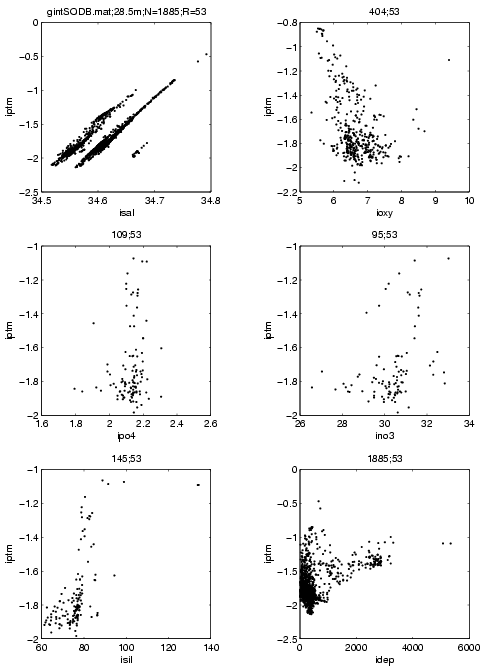 gintSODB.mat;28.5m;N=1885;R=53
0
−0.5
−1
−1.5
−2
−2.5
iptm
34.5 34.6 34.7 34.8
isal
404;53
−0.8
−1
−1.2
−1.4
−1.6
−1.8
−2
−2.2
iptm
5 6 7 8 9 10
ioxy
109;53
−1
−1.2
−1.4
−1.6
−1.8
−2
iptm
1.6 1.8 2 2.2 2.4 2.6
ipo4
95;53
−1
−1.2
−1.4
−1.6
−1.8
−2
iptm
26 28 30 32 34
ino3
145;53
−1
−1.2
−1.4
−1.6
−1.8
−2
iptm
60 80 100 120 140
isil
1885;53
0
−0.5
−1
−1.5
−2
−2.5
iptm
0 2000 4000 6000
idep